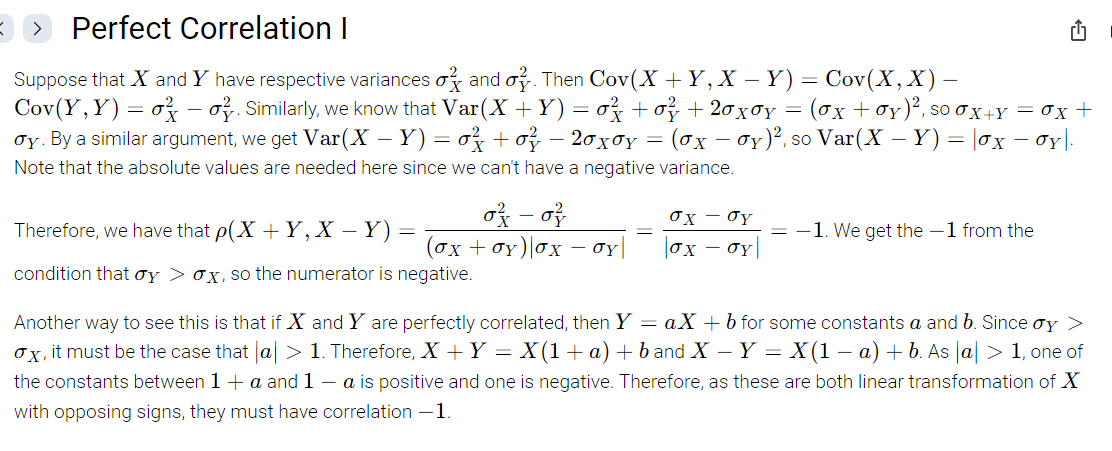 Perfect Correlation I
Suppose that X and Y have respective variances σ²_X and σ²_Y. Then Cov(X + Y, X − Y) = Cov(X, X) −
Cov(Y, Y) = σ²_X − σ²_Y. Similarly, we know that Var(X + Y) = σ²_X + σ²_Y + 2σ_Xσ_Y = (σ_X + σ_Y)², so σ_{X+Y} = σ_X +
σ_Y. By a similar argument, we get Var(X − Y) = σ²_X + σ²_Y − 2σ_Xσ_Y = (σ_X − σ_Y)², so Var(X − Y) = |σ_X − σ_Y|.
Note that the absolute values are needed here since we can't have a negative variance.
Therefore, we have that ρ(X + Y, X − Y) = (σ²_X − σ²_Y) / ((σ_X + σ_Y)|σ_X − σ_Y|) = (σ_X − σ_Y) / |σ_X − σ_Y| = −1. We get the −1 from the
condition that σ_Y > σ_X, so the numerator is negative.
Another way to see this is that if X and Y are perfectly correlated, then Y = aX + b for some constants a and b. Since σ_Y >
σ_X, it must be the case that |a| > 1. Therefore, X + Y = X(1 + a) + b and X − Y = X(1 − a) + b. As |a| > 1, one of
the constants between 1 + a and 1 − a is positive and one is negative. Therefore, as these are both linear transformation of X
with opposing signs, they must have correlation −1.